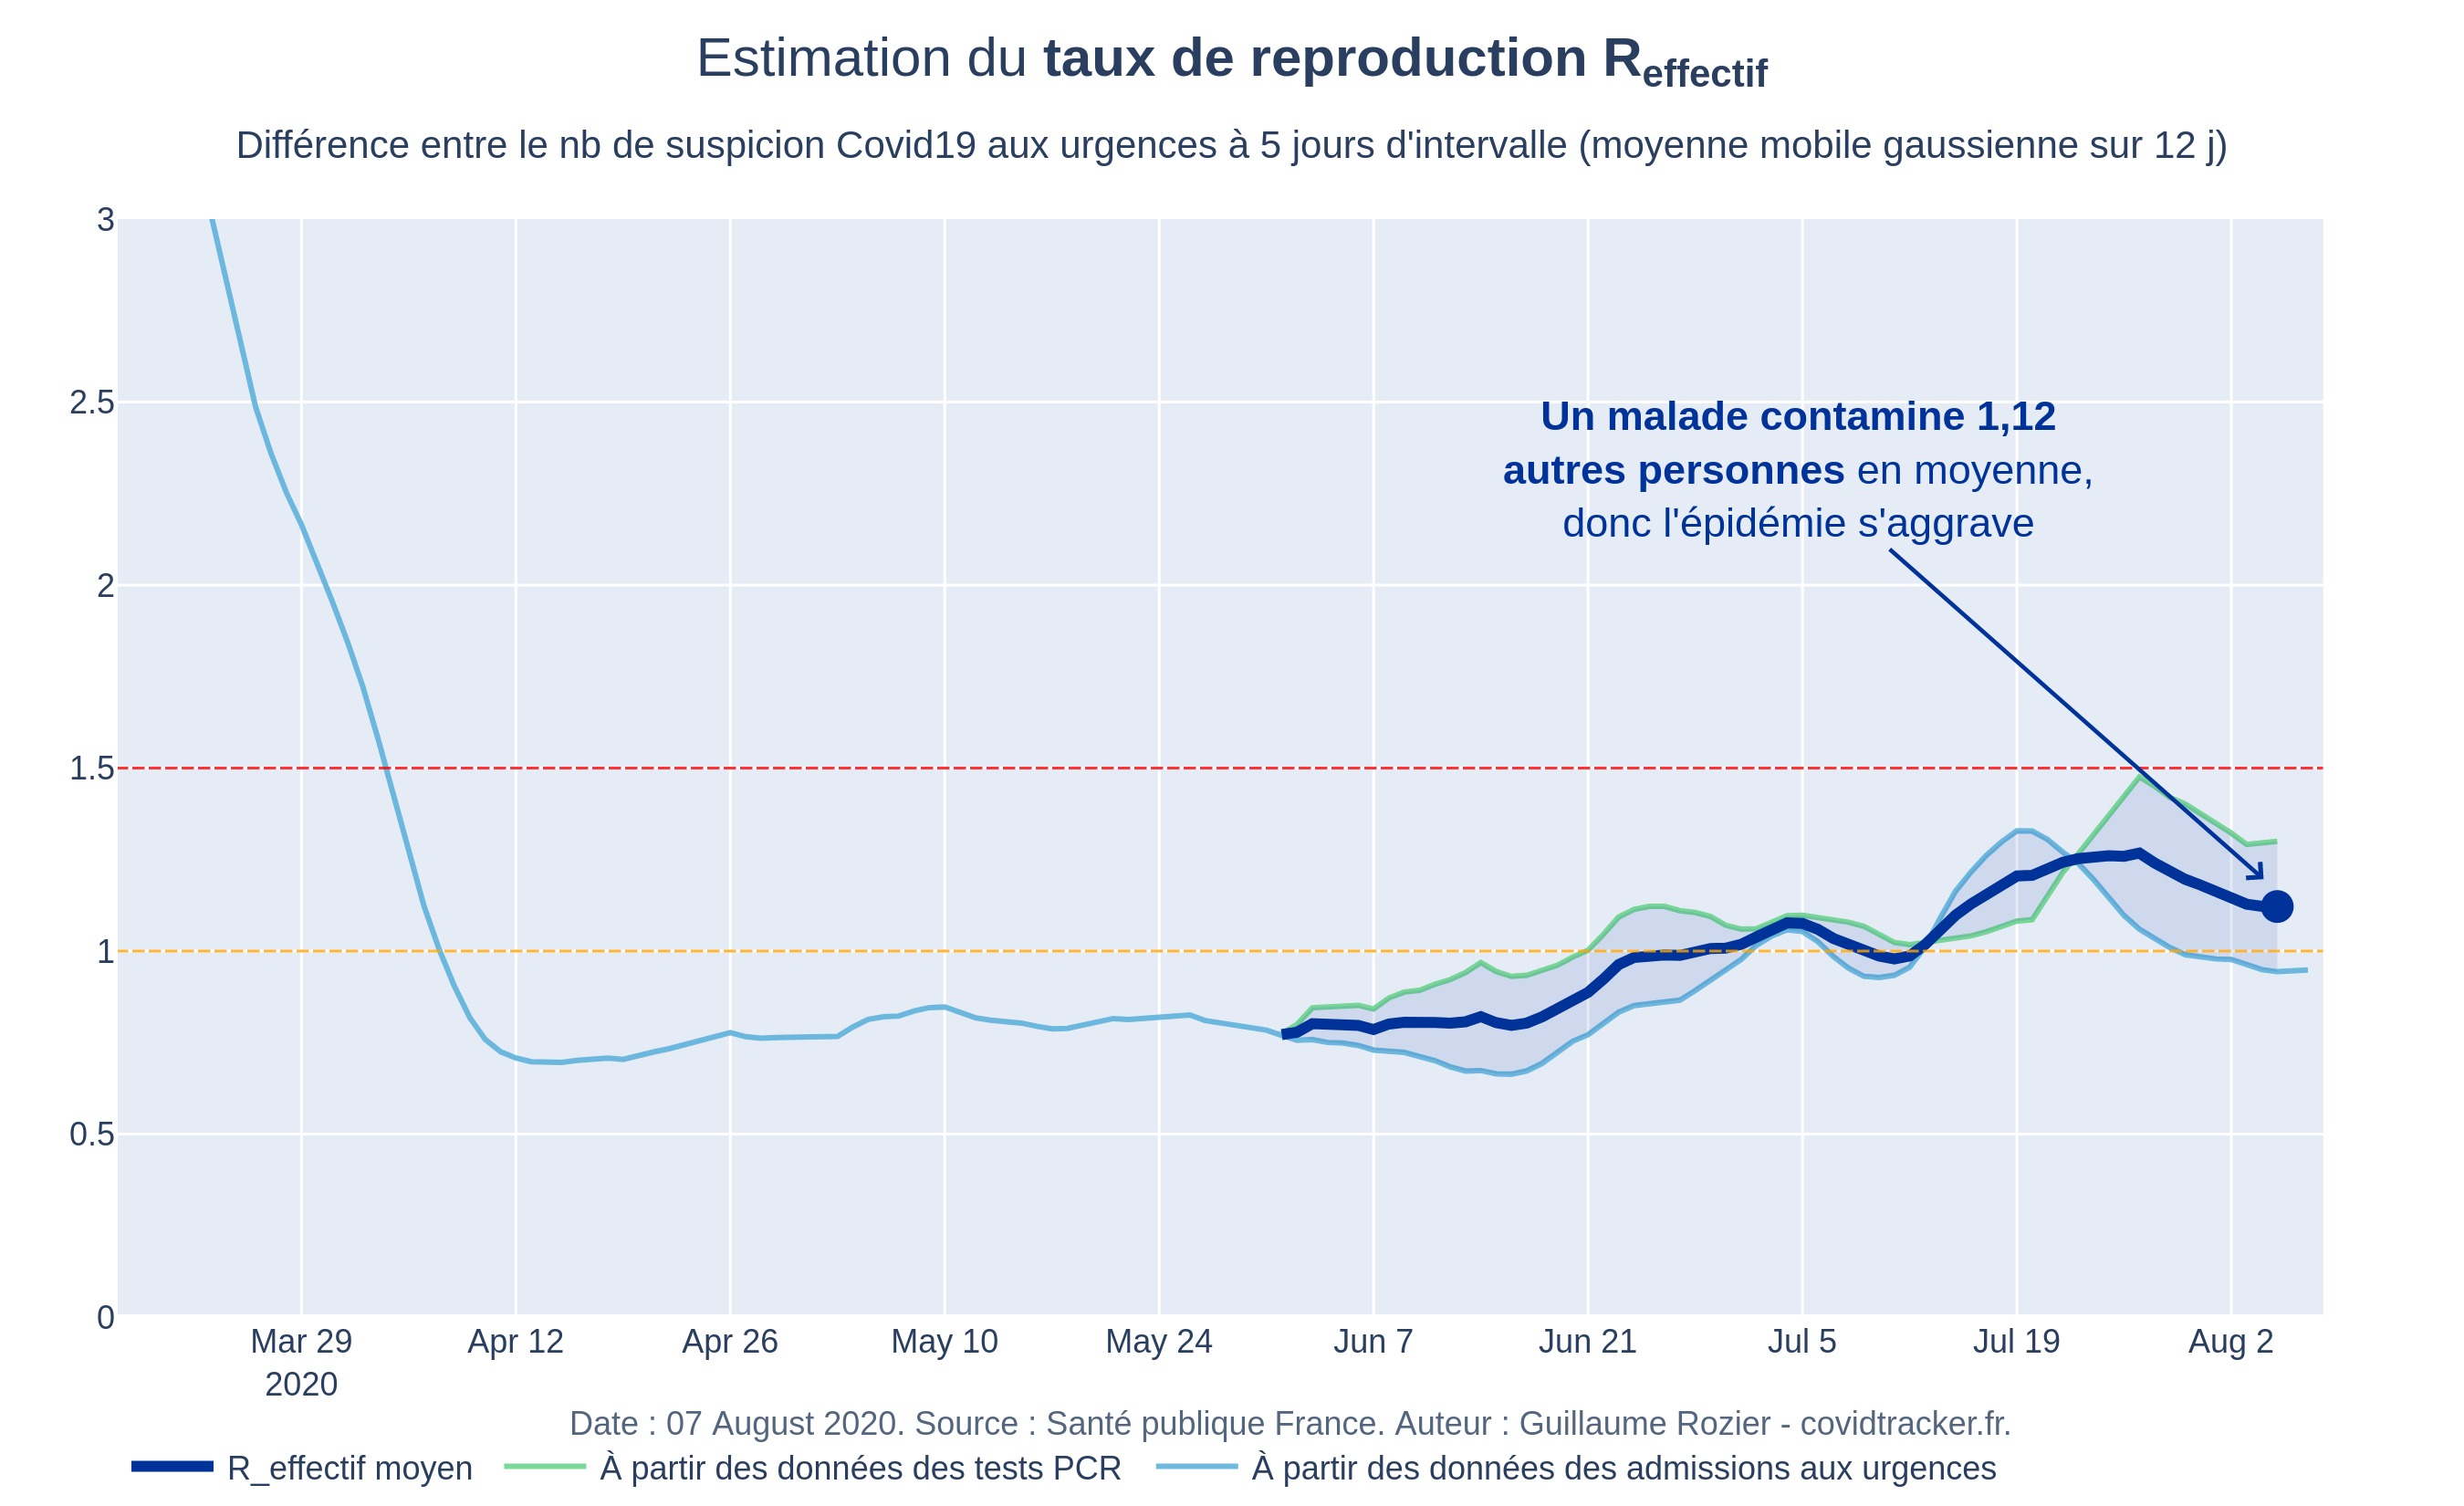 Estimation du taux de reproduction Reffectif
Différence entre le nb de suspicion Covid19 aux urgences à 5 jours d'intervalle (moyenne mobile gaussienne sur 12 j)
3
2.5
2
1.5
1
0.5
0
Un malade contamine 1,12
autres personnes en moyenne,
donc l'épidémie s'aggrave
Mar 29 Apr 12 Apr 26 May 10 May 24 Jun 7 Jun 21 Jul 5 Jul 19 Aug 2
2020
Date : 07 August 2020. Source : Santé publique France. Auteur : Guillaume Rozier - covidtracker.fr.
R_effectif moyen À partir des données des tests PCR À partir des données des admissions aux urgences